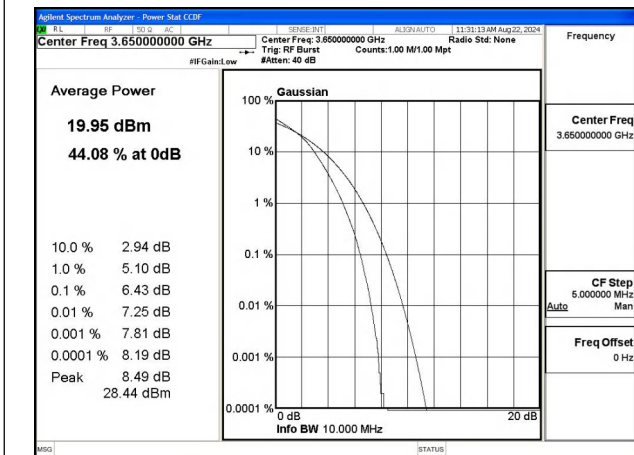 Agilent Spectrum Analyzer - Power Stat CCDF
LXI RL RF 50 Ω AC SENSE:INT ALIGN AUTO 11:31:13 AM Aug 22, 2024
Center Freq 3.650000000 GHz
Center Freq: 3.650000000 GHz Radio Std: None
Trig: RF Burst Counts:1.00 M/1.00 Mpt
#IFGain:Low #Atten: 40 dB
Frequency
Average Power
19.95 dBm
44.08 % at 0dB
10.0 % 2.94 dB
1.0 % 5.10 dB
0.1 % 6.43 dB
0.01 % 7.25 dB
0.001 % 7.81 dB
0.0001 % 8.19 dB
Peak 8.49 dB
28.44 dBm
Gaussian
100 %
10 %
1 %
0.1 %
0.01 %
0.001 %
0.0001 %
0 dB 20 dB
Info BW 10.000 MHz
Center Freq
3.650000000 GHz
CF Step
5.000000 MHz
Auto Man
Freq Offset
0 Hz
MSG STATUS